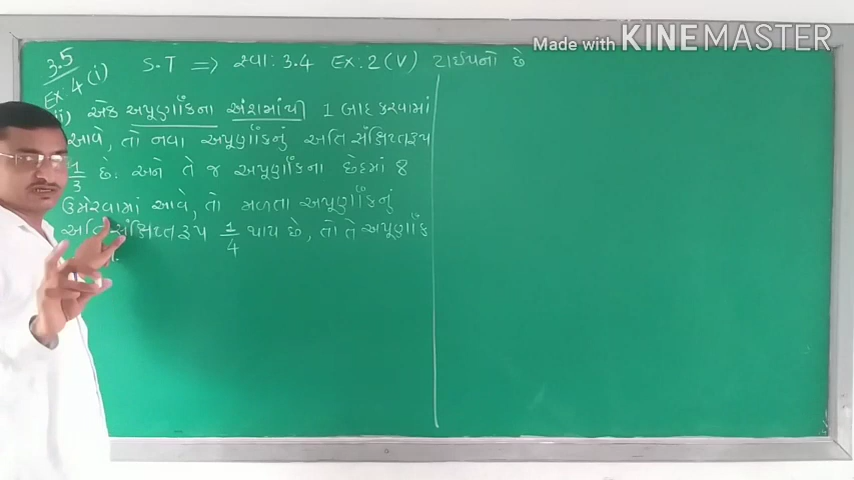 Made with KINEMASTER
3.5 S.T ⇒ સ્વા: 3.4 Ex: 2 (V) ટાઈપનો છે
Ex: 4 (i)
ii) એક અપૂર્ણાંકના અંશમાંથી 1 બાદ કરવામાં
આવે, તો નવા અપૂર્ણાંકનું અતિ સંક્ષિપ્તરૂપ
1/3 છે. અને તે જ અપૂર્ણાંકના છેદમાં 8
ઉમેરવામાં આવે, તો મળતા અપૂર્ણાંકનું
અતિ સંક્ષિપ્તરૂપ 1/4 થાય છે, તો તે અપૂર્ણાંક